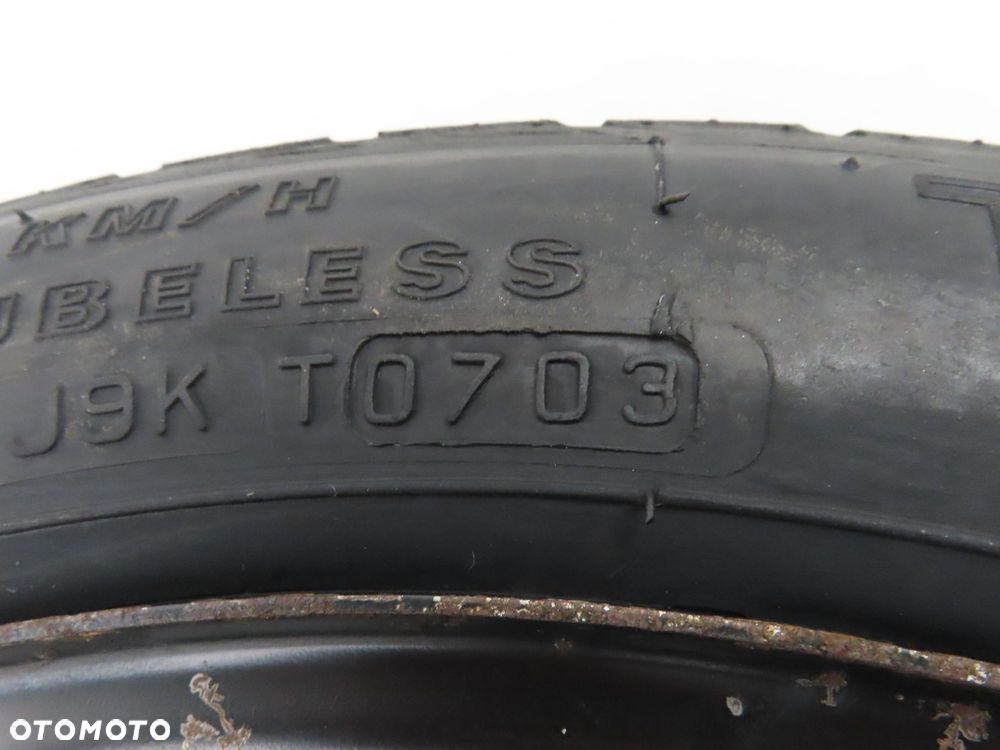 KM/H
UBELESS
J9K T0703
OTOMOTO